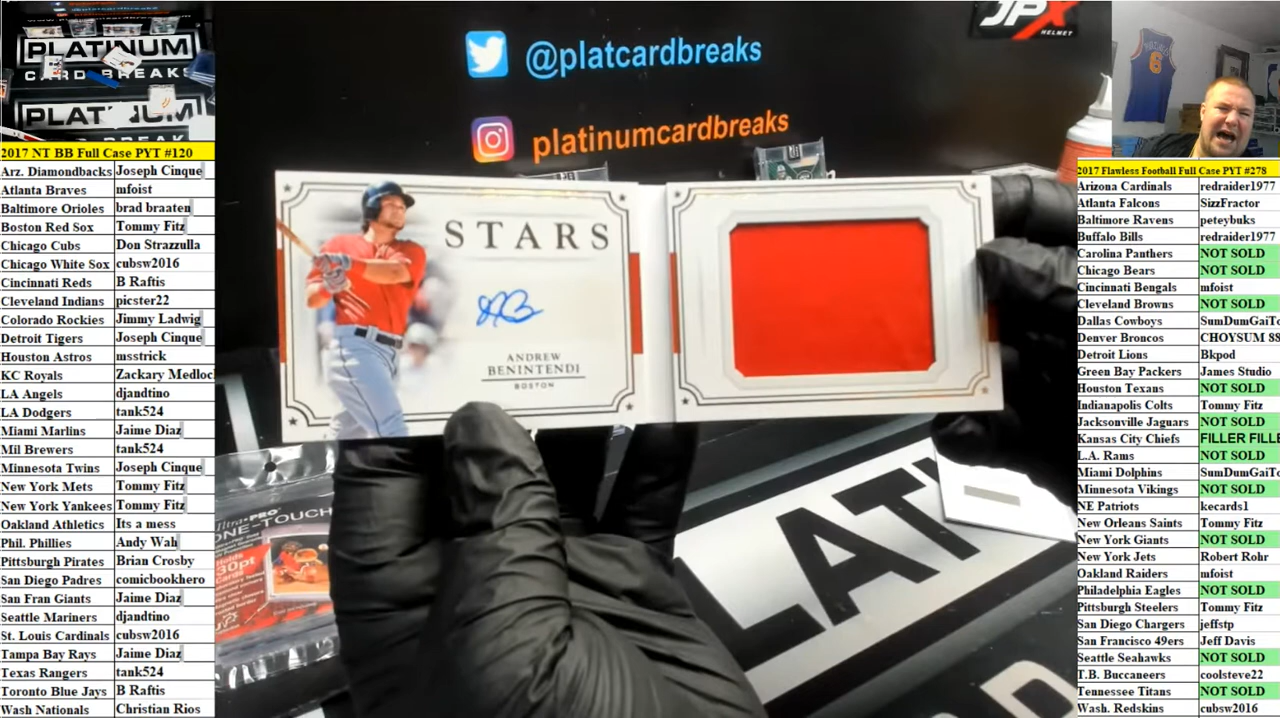 PLATINUM
CARD BREAKS
PLATINUM
BREAK
2017 NT BB Full Case PYT #120
Arz. Diamondbacks Joseph Cinque
Atlanta Braves mfoist
Baltimore Orioles brad braaten
Boston Red Sox Tommy Fitz
Chicago Cubs Don Strazzulla
Chicago White Sox cubsw2016
Cincinnati Reds B Raftis
Cleveland Indians picster22
Colorado Rockies Jimmy Ladwig
Detroit Tigers Joseph Cinque
Houston Astros msstrick
KC Royals Zackary Medloc
LA Angels djandtino
LA Dodgers tank524
Miami Marlins Jaime Diaz
Mil Brewers tank524
Minnesota Twins Joseph Cinque
New York Mets Tommy Fitz
New York Yankees Tommy Fitz
Oakland Athletics Its a mess
Phil. Phillies Andy Wah
Pittsburgh Pirates Brian Crosby
San Diego Padres comicbookhero
San Fran Giants Jaime Diaz
Seattle Mariners djandtino
St. Louis Cardinals cubsw2016
Tampa Bay Rays Jaime Diaz
Texas Rangers tank524
Toronto Blue Jays B Raftis
Wash Nationals Christian Rios
@platcardbreaks
platinumcardbreaks
JPX
HELMET
STARS
ANDREW
BENINTENDI
BOSTON
Ultra·PRO
ONE-TOUCH
Holds
30pt
Cards
LAT
6
2017 Flawless Football Full Case PYT #278
Arizona Cardinals redraider1977
Atlanta Falcons SizzFractor
Baltimore Ravens peteybuks
Buffalo Bills redraider1977
Carolina Panthers NOT SOLD
Chicago Bears NOT SOLD
Cincinnati Bengals mfoist
Cleveland Browns NOT SOLD
Dallas Cowboys SumDumGaiTo
Denver Broncos CHOYSUM 88
Detroit Lions Bkpod
Green Bay Packers James Studio
Houston Texans NOT SOLD
Indianapolis Colts Tommy Fitz
Jacksonville Jaguars NOT SOLD
Kansas City Chiefs FILLER FILLE
L.A. Rams NOT SOLD
Miami Dolphins SumDumGaiTo
Minnesota Vikings NOT SOLD
NE Patriots kecards1
New Orleans Saints Tommy Fitz
New York Giants NOT SOLD
New York Jets Robert Rohr
Oakland Raiders mfoist
Philadelphia Eagles NOT SOLD
Pittsburgh Steelers Tommy Fitz
San Diego Chargers jeffstp
San Francisco 49ers Jeff Davis
Seattle Seahawks NOT SOLD
T.B. Buccaneers coolsteve22
Tennessee Titans NOT SOLD
Wash. Redskins cubsw2016